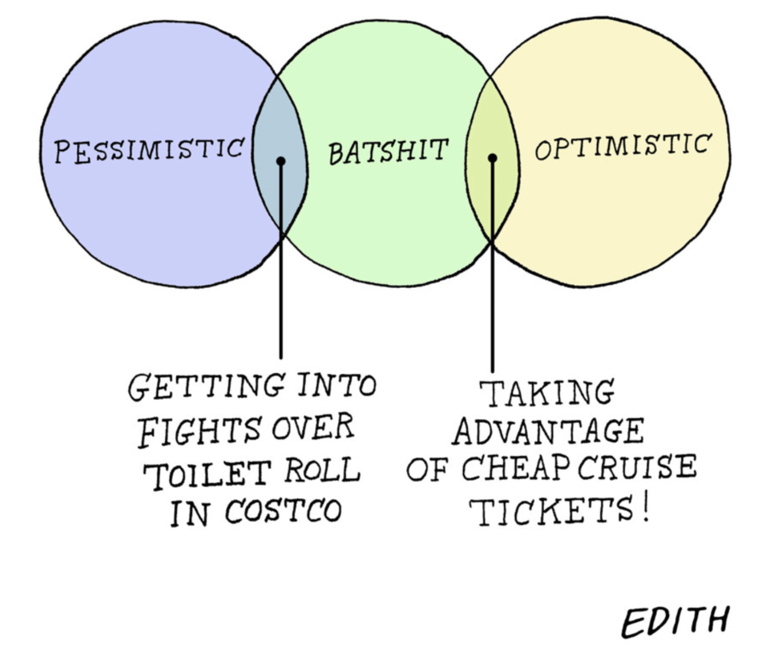 PESSIMISTIC
BATSHIT
OPTIMISTIC
GETTING INTO
FIGHTS OVER
TOILET ROLL
IN COSTCO
TAKING
ADVANTAGE
OF CHEAP CRUISE
TICKETS!
EDITH